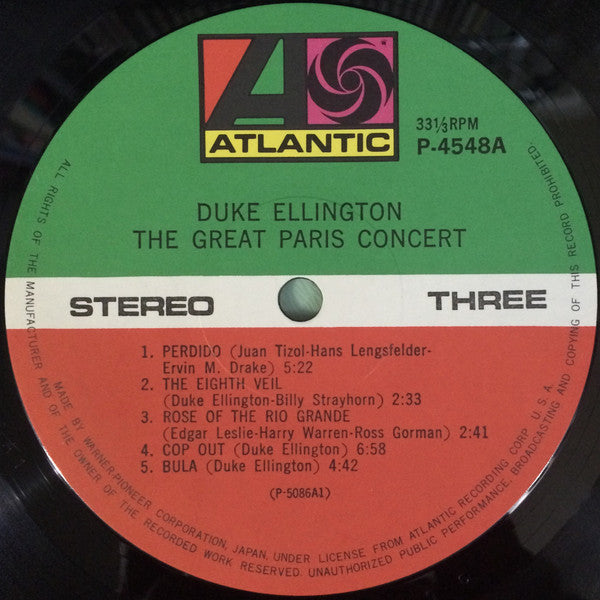 ATLANTIC
33⅓RPM
P-4548A
DUKE ELLINGTON
THE GREAT PARIS CONCERT
STEREO
THREE
1. PERDIDO (Juan Tizol-Hans Lengsfelder-
Ervin M. Drake) 5:22
2. THE EIGHTH VEIL
(Duke Ellington-Billy Strayhorn) 2:33
3. ROSE OF THE RIO GRANDE
(Edgar Leslie-Harry Warren-Ross Gorman) 2:41
4. COP OUT (Duke Ellington) 6:58
5. BULA (Duke Ellington) 4:42
(P-5086A1)
MADE BY WARNER-PIONEER CORPORATION, JAPAN, UNDER LICENSE FROM ATLANTIC RECORDING CORP. U.S.A.
ALL RIGHTS OF THE MANUFACTURER AND OF THE OWNER OF THE RECORDED WORK RESERVED. UNAUTHORIZED PUBLIC PERFORMANCE, BROADCASTING AND COPYING OF THIS RECORD PROHIBITED.